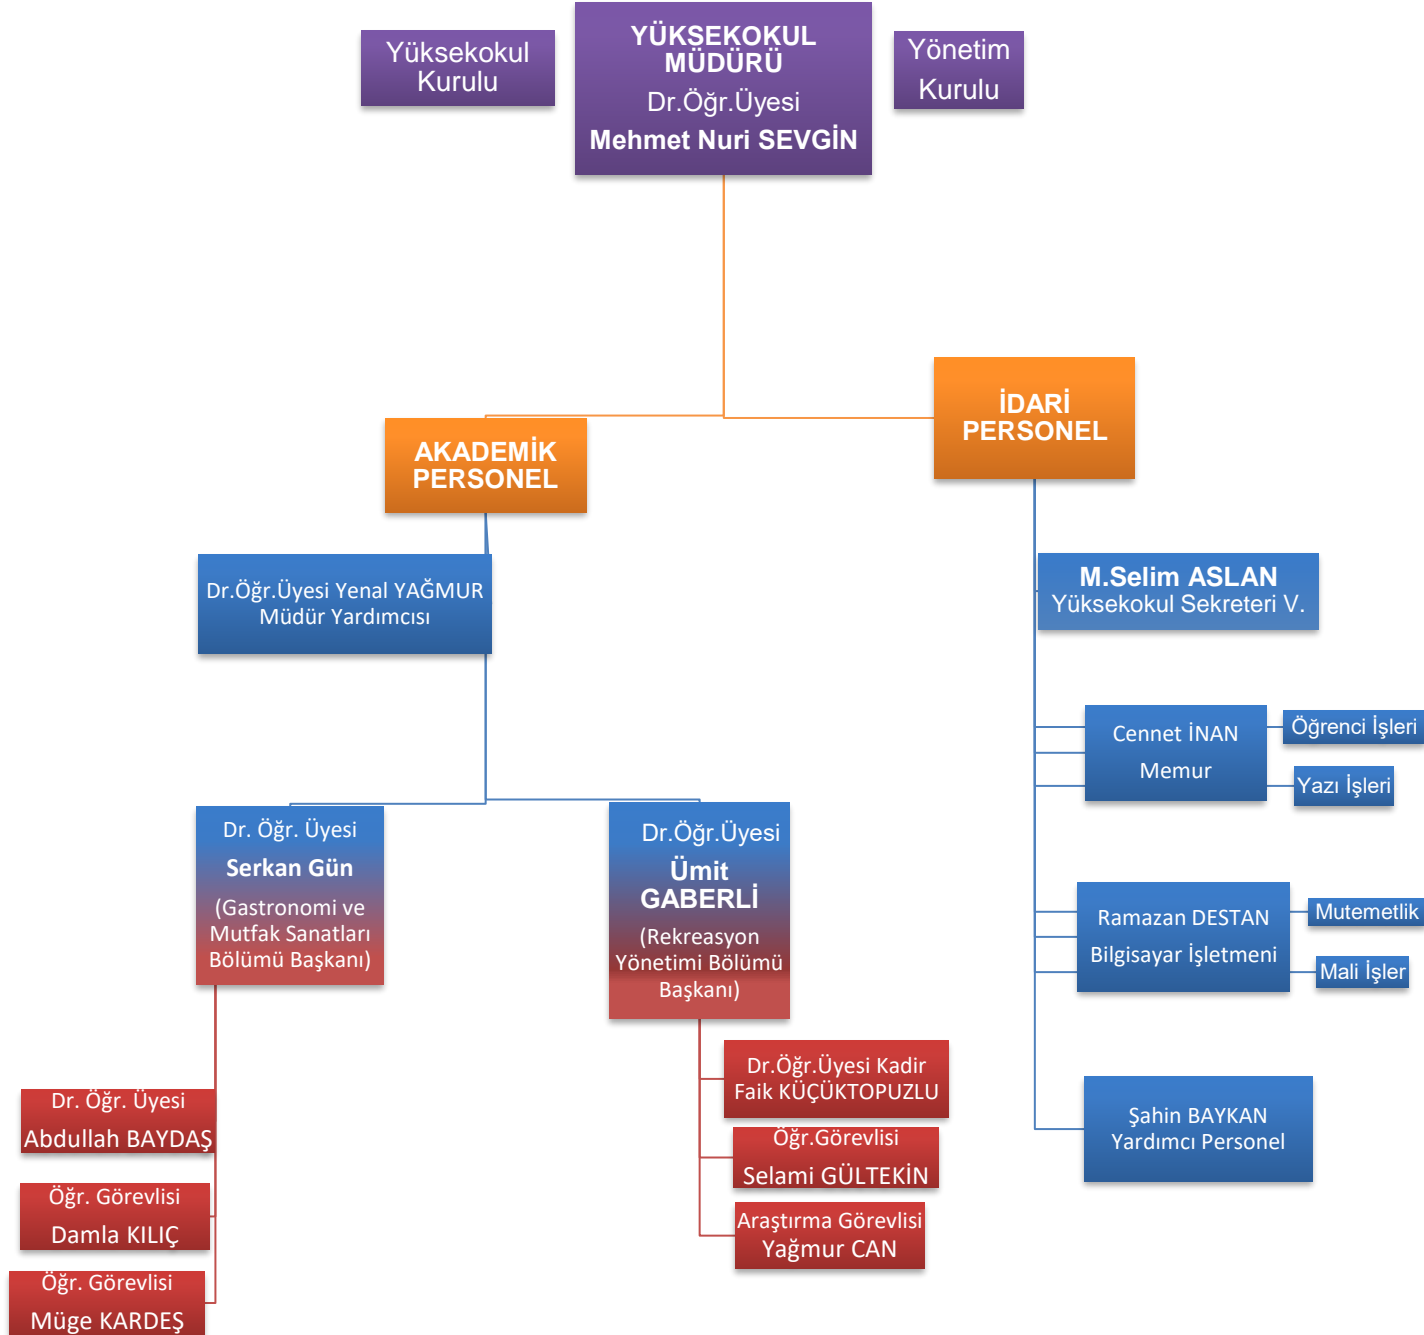 Yüksekokul
Kurulu
YÜKSEKOKUL
MÜDÜRÜ
Dr.Öğr.Üyesi
Mehmet Nuri SEVGİN
Yönetim
Kurulu
AKADEMİK
PERSONEL
İDARİ
PERSONEL
Dr.Öğr.Üyesi Yenal YAĞMUR
Müdür Yardımcısı
M.Selim ASLAN
Yüksekokul Sekreteri V.
Cennet İNAN
Memur
Öğrenci İşleri
Yazı İşleri
Dr. Öğr. Üyesi
Serkan Gün
(Gastronomi ve
Mutfak Sanatları
Bölümü Başkanı)
Dr.Öğr.Üyesi
Ümit
GABERLİ
(Rekreasyon
Yönetimi Bölümü
Başkanı)
Ramazan DESTAN
Bilgisayar İşletmeni
Mutemetlik
Mali İşler
Dr. Öğr. Üyesi
Abdullah BAYDAŞ
Öğr. Görevlisi
Damla KILIÇ
Öğr. Görevlisi
Müge KARDEŞ
Dr.Öğr.Üyesi Kadir
Faik KÜÇÜKTOPUZLU
Öğr.Görevlisi
Selami GÜLTEKİN
Araştırma Görevlisi
Yağmur CAN
Şahin BAYKAN
Yardımcı Personel